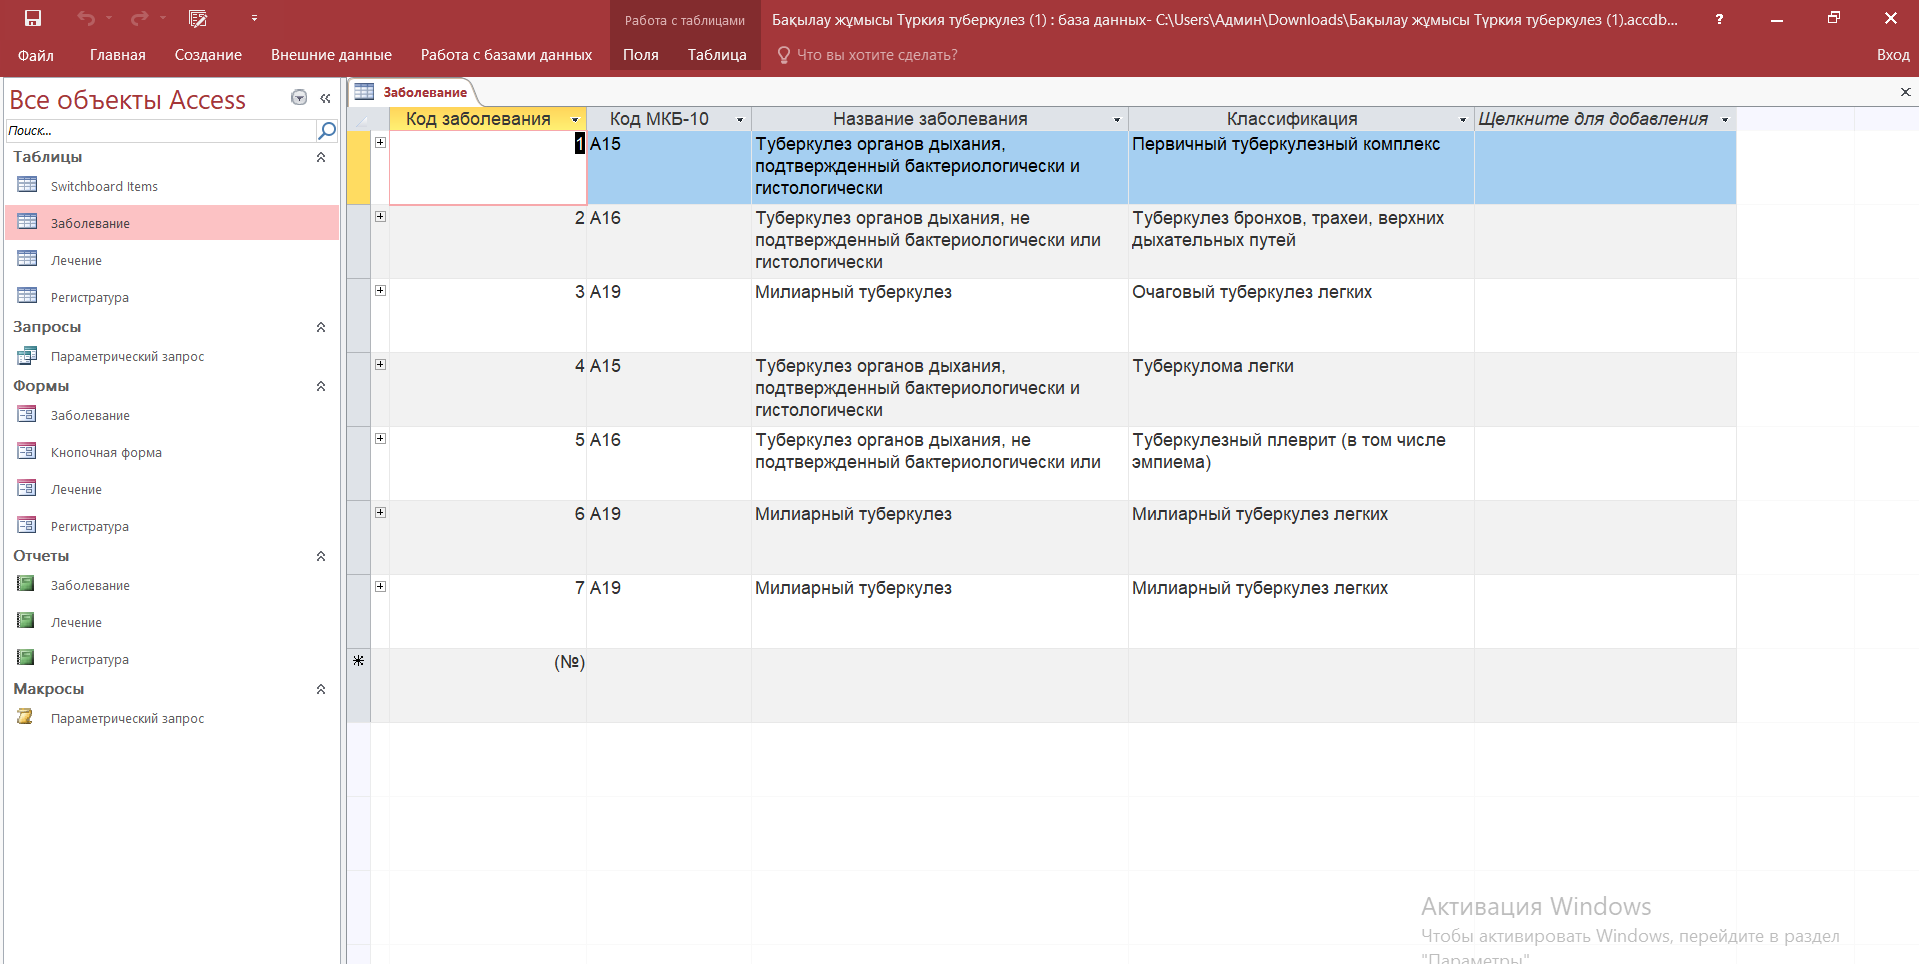 Работа с таблицами
Бақылау жұмысы Түркия туберкулез (1) : база данных- C:\Users\Админ\Downloads\Бақылау жұмысы Түркия туберкулез (1).accdb...
?
Файл
Главная
Создание
Внешние данные
Работа с базами данных
Поля
Таблица
Что вы хотите сделать?
Вход
Все объекты Access
Поиск...
Таблицы
Switchboard Items
Заболевание
Лечение
Регистратура
Запросы
Параметрический запрос
Формы
Заболевание
Кнопочная форма
Лечение
Регистратура
Отчеты
Заболевание
Лечение
Регистратура
Макросы
Параметрический запрос
Заболевание
Код заболевания
Код МКБ-10
Название заболевания
Классификация
Щелкните для добавления
1
А15
Туберкулез органов дыхания,
подтвержденный бактериологически и
гистологически
Первичный туберкулезный комплекс
2
А16
Туберкулез органов дыхания, не
подтвержденный бактериологически или
гистологически
Туберкулез бронхов, трахеи, верхних
дыхательных путей
3
А19
Милиарный туберкулез
Очаговый туберкулез легких
4
А15
Туберкулез органов дыхания,
подтвержденный бактериологически и
гистологически
Туберкулома легки
5
А16
Туберкулез органов дыхания, не
подтвержденный бактериологически или
Туберкулезный плеврит (в том числе
эмпиема)
6
А19
Милиарный туберкулез
Милиарный туберкулез легких
7
А19
Милиарный туберкулез
Милиарный туберкулез легких
(№)
Активация Windows
Чтобы активировать Windows, перейдите в раздел
"Параметры".